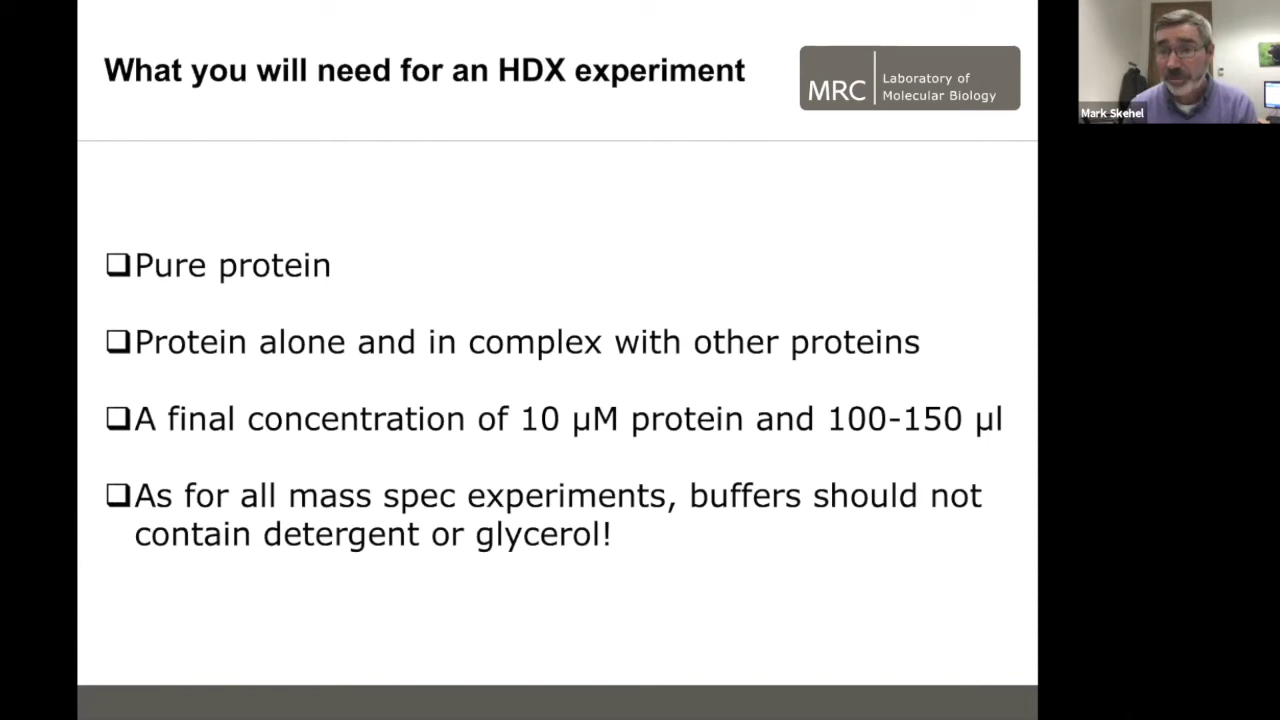 What you will need for an HDX experiment
MRC
Laboratory of
Molecular Biology
Mark Skehel
❑Pure protein
❑Protein alone and in complex with other proteins
❑A final concentration of 10 µM protein and 100-150 µl
❑As for all mass spec experiments, buffers should not
contain detergent or glycerol!